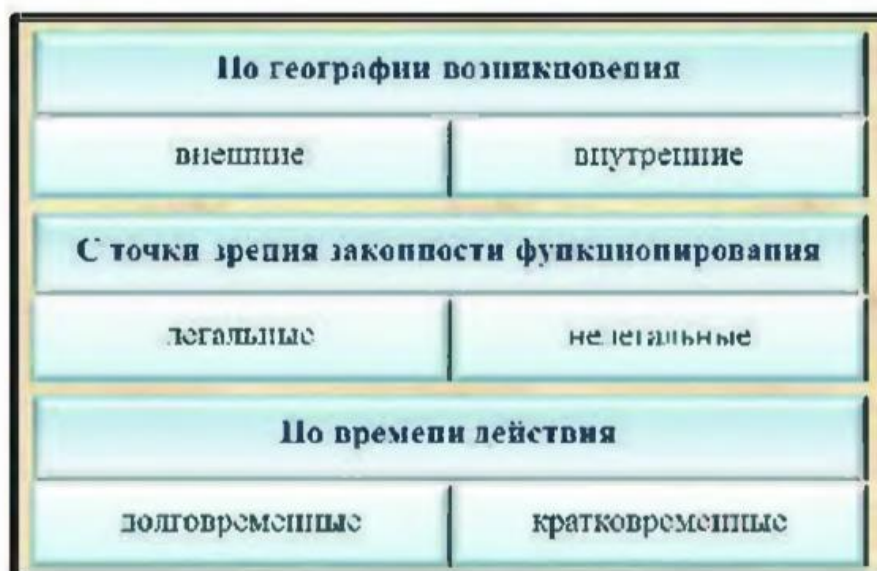 По географии возникновения
внешние
внутренние
С точки зрения законности функционирования
легальные
нелегальные
По времени действия
долговременные
кратковременные